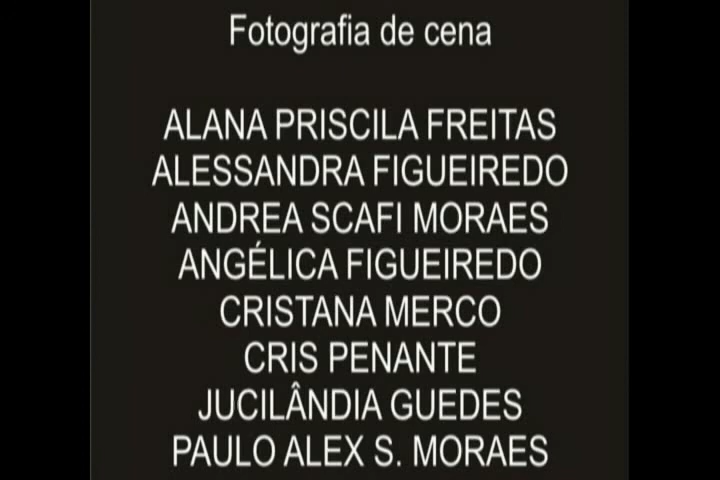 Fotografia de cena
ALANA PRISCILA FREITAS
ALESSANDRA FIGUEIREDO
ANDREA SCAFI MORAES
ANGÉLICA FIGUEIREDO
CRISTANA MERCO
CRIS PENANTE
JUCILÂNDIA GUEDES
PAULO ALEX S. MORAES